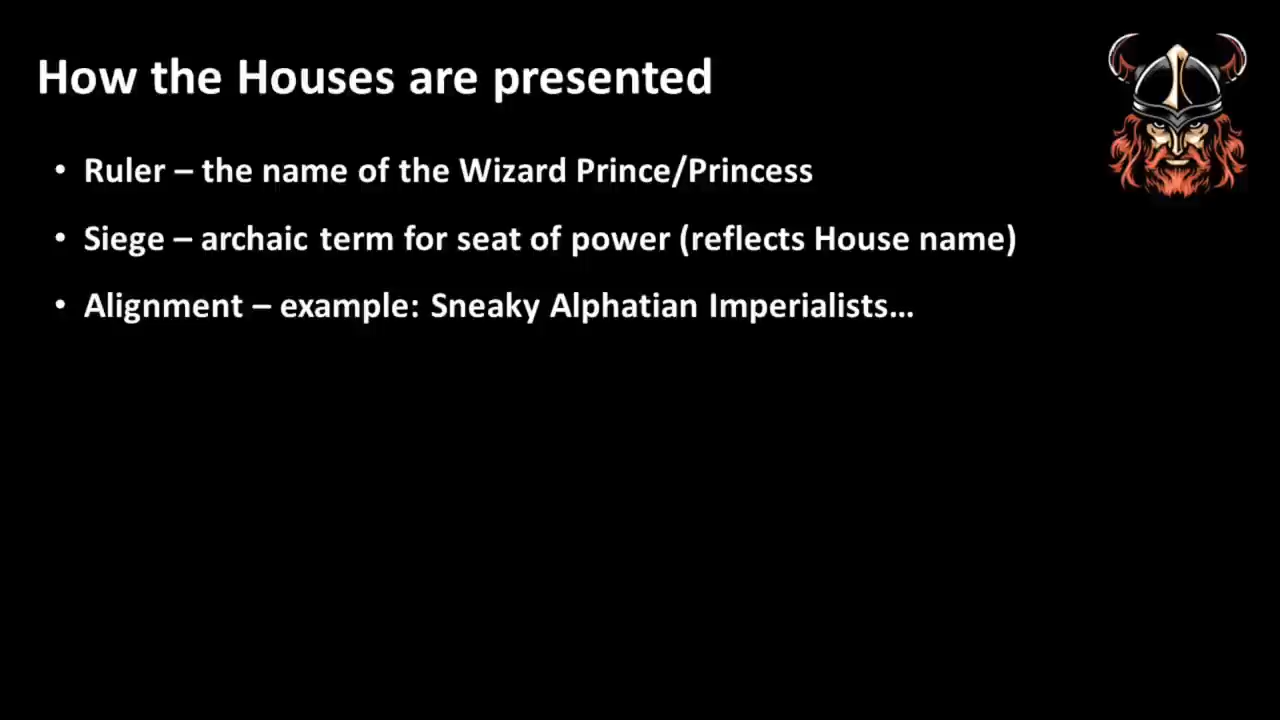 How the Houses are presented
• Ruler – the name of the Wizard Prince/Princess
• Siege – archaic term for seat of power (reflects House name)
• Alignment – example: Sneaky Alphatian Imperialists…